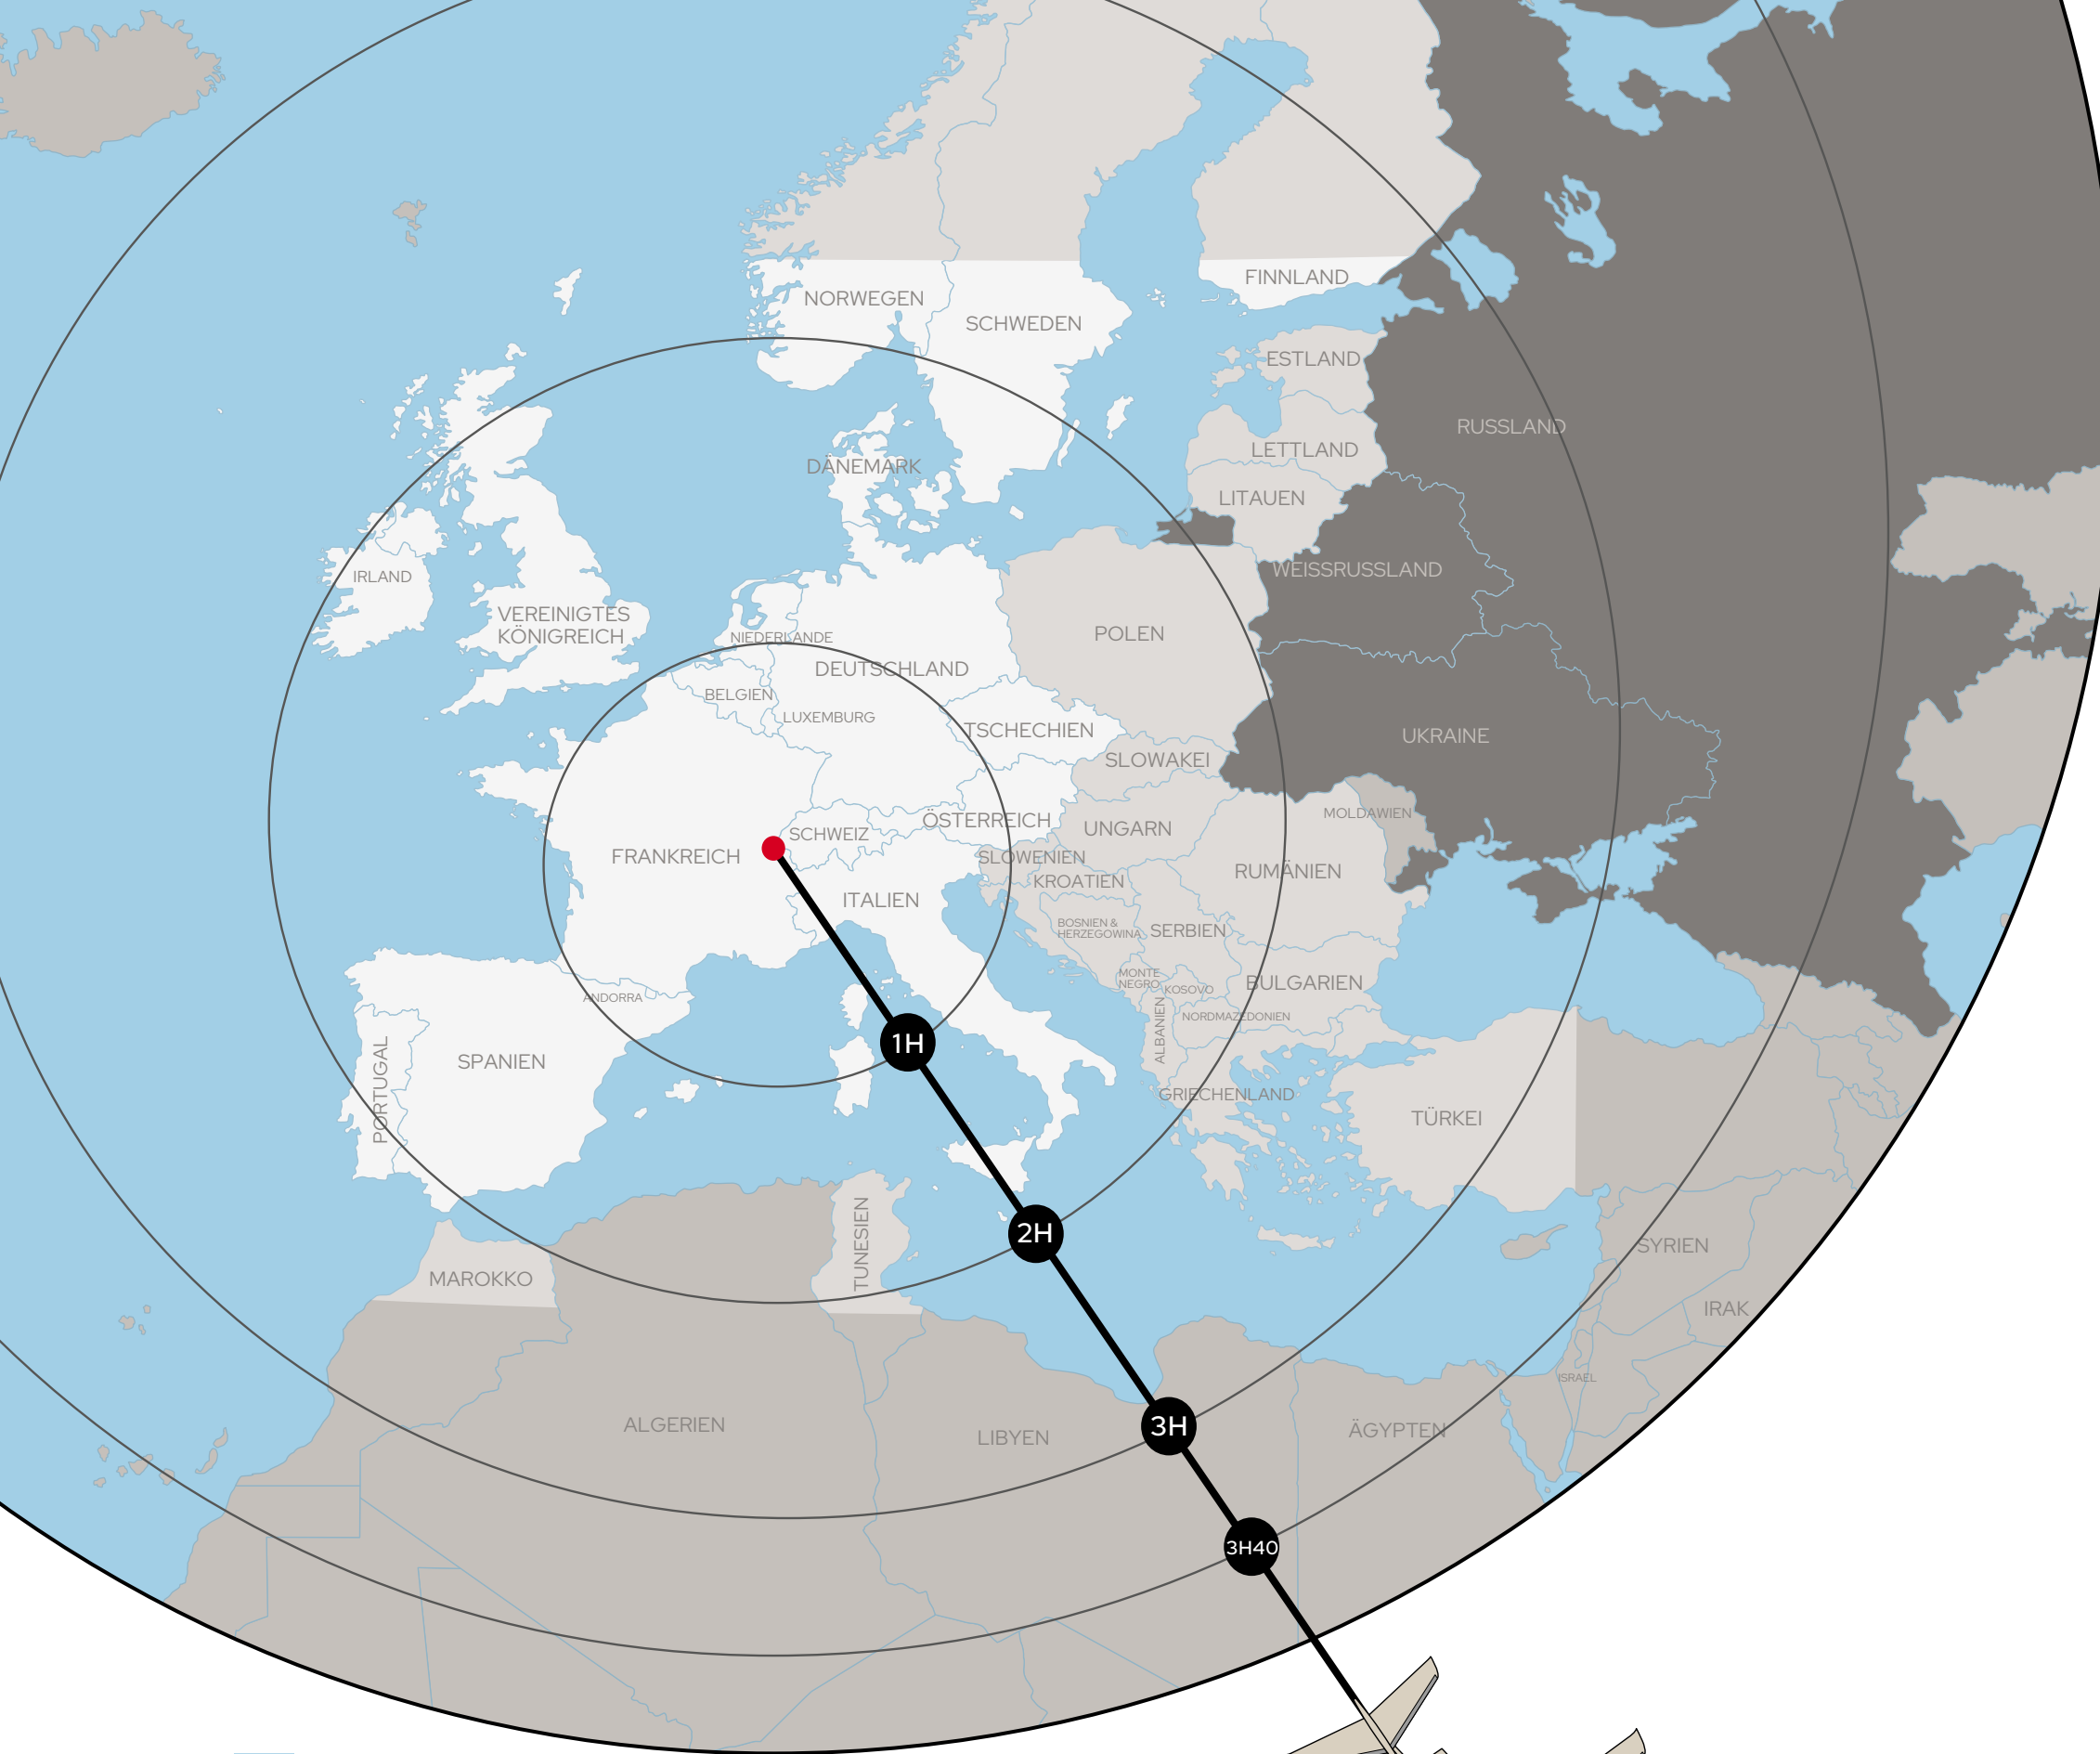 FINNLAND
NORWEGEN
SCHWEDEN
ESTLAND
RUSSLAND
LETTLAND
DÄNEMARK
LITAUEN
WEISSRUSSLAND
IRLAND
VEREINIGTES
KÖNIGREICH
POLEN
NIEDERLANDE
DEUTSCHLAND
BELGIEN
LUXEMBURG
TSCHECHIEN
UKRAINE
SLOWAKEI
MOLDAWIEN
ÖSTERREICH
UNGARN
SCHWEIZ
FRANKREICH
SLOWENIEN
RUMÄNIEN
KROATIEN
ITALIEN
BOSNIEN &
HERZEGOWINA
SERBIEN
MONTE
NEGRO
KOSOVO
BULGARIEN
ANDORRA
NORDMAZEDONIEN
ALBANIEN
1H
SPANIEN
PORTUGAL
GRIECHENLAND
TÜRKEI
2H
TUNESIEN
SYRIEN
MAROKKO
IRAK
ISRAEL
ALGERIEN
3H
ÄGYPTEN
LIBYEN
3H40